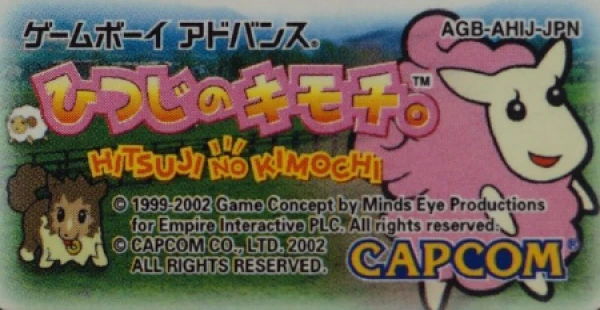 ゲームボーイ アドバンス®
AGB-AHIJ-JPN
ひつじのキモチ。™
HITSUJI NO KIMOCHI
© 1999-2002 Game Concept by Minds Eye Productions
for Empire Interactive PLC. All rights reserved.
© CAPCOM CO., LTD. 2002
ALL RIGHTS RESERVED.
CAPCOM®